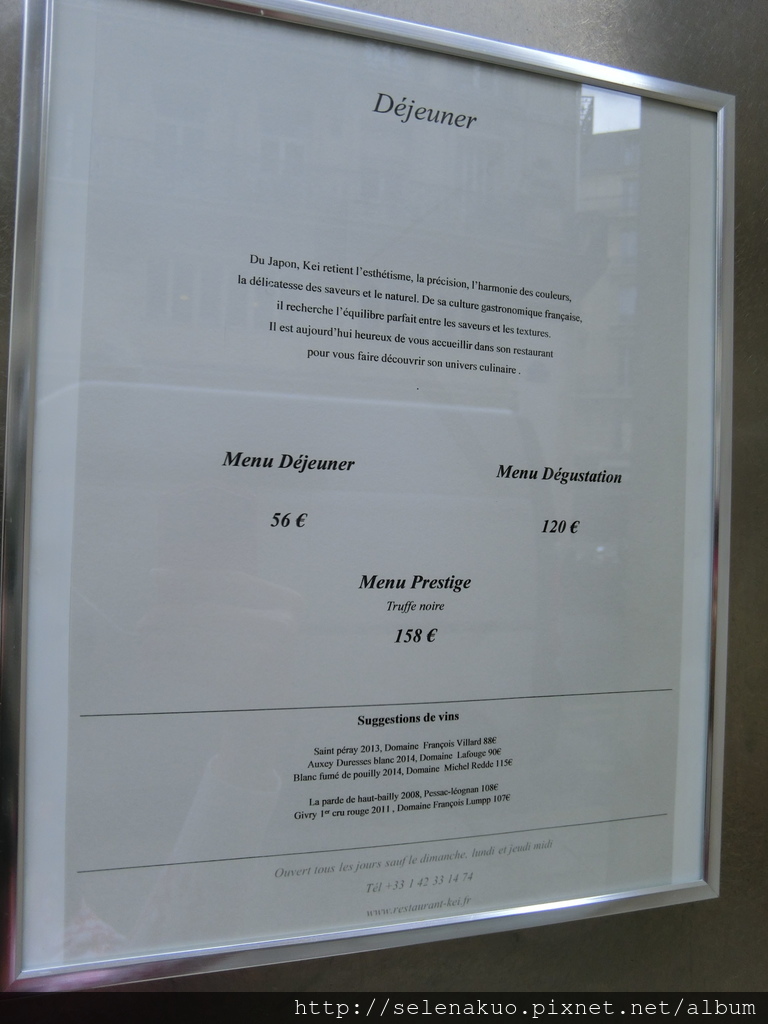 Déjeuner
Du Japon, Kei retient l'esthétisme, la précision, l'harmonie des couleurs,
la délicatesse des saveurs et le naturel. De sa culture gastronomique française,
il recherche l'équilibre parfait entre les saveurs et les textures.
Il est aujourd'hui heureux de vous accueillir dans son restaurant
pour vous faire découvrir son univers culinaire .
Menu Déjeuner
56 €
Menu Dégustation
120 €
Menu Prestige
Truffe noire
158 €
Suggestions de vins
Saint péray 2013, Domaine François Villard 88€
Auxey Duresses blanc 2014, Domaine Lafouge 90€
Blanc fumé de pouilly 2014, Domaine Michel Redde 115€
La parde de haut-bailly 2008, Pessac-léognan 108€
Givry 1er cru rouge 2011 , Domaine François Lumpp 107€
Ouvert tous les jours sauf le dimanche, lundi et jeudi midi
Tél +33 1 42 33 14 74
www.restaurant-kei.fr
http://selenakuo.pixnet.net/album